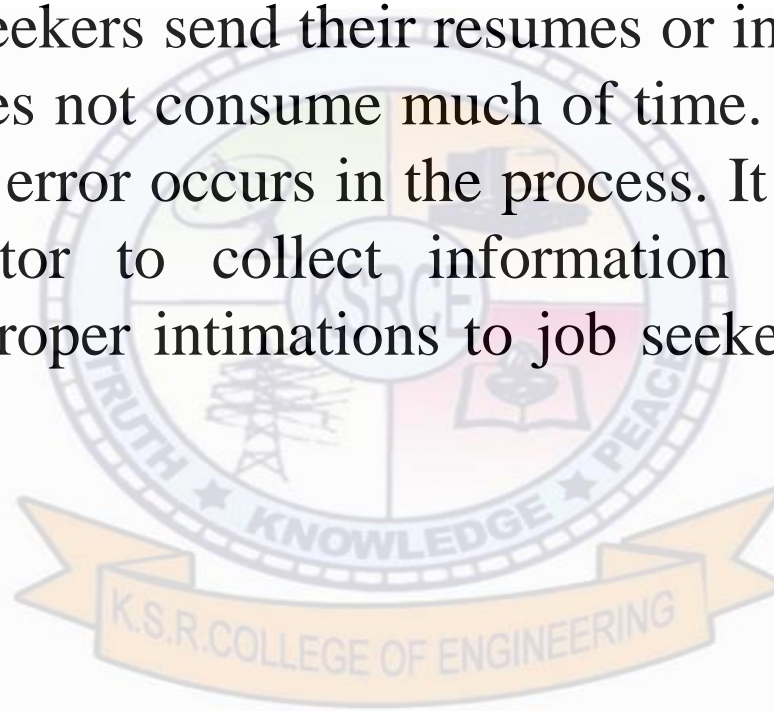 eekers send their resumes or in
es not consume much of time.
error occurs in the process. It
tor to collect information
roper intimations to job seeke
KSRCE
TRUTH ★ KNOWLEDGE ★ PEACE
K.S.R.COLLEGE OF ENGINEERING